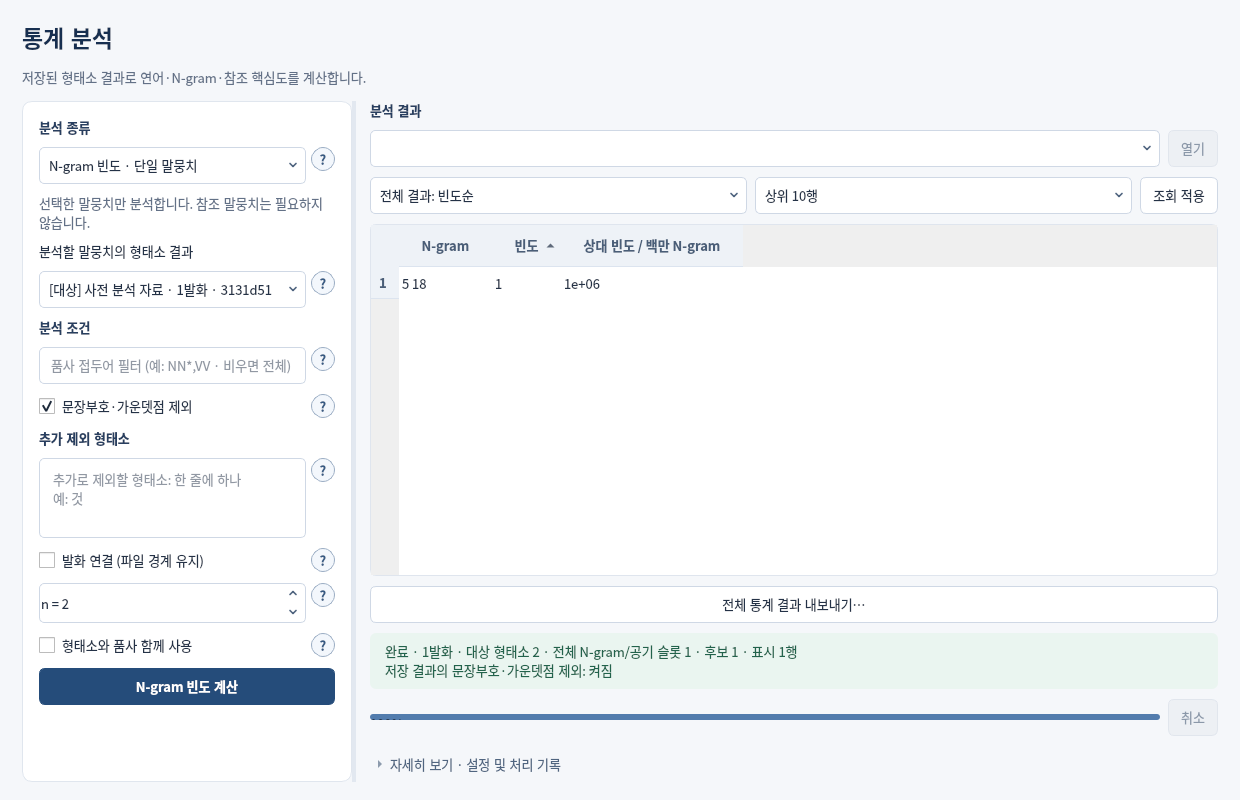 통계 분석
저장된 형태소 결과로 연어·N-gram·참조 핵심도를 계산합니다.
분석 종류
N-gram 빈도 · 단일 말뭉치
?
선택한 말뭉치만 분석합니다. 참조 말뭉치는 필요하지
않습니다.
분석할 말뭉치의 형태소 결과
[대상] 사전 분석 자료 · 1발화 · 3131d51
?
분석 조건
품사 접두어 필터 (예: NN*,VV · 비우면 전체)
?
문장부호·가운뎃점 제외
?
추가 제외 형태소
추가로 제외할 형태소: 한 줄에 하나
예: 것
?
발화 연결 (파일 경계 유지)
?
n = 2
?
형태소와 품사 함께 사용
?
N-gram 빈도 계산
분석 결과
열기
전체 결과: 빈도순
상위 10행
조회 적용
N-gram 빈도 상대 빈도 / 백만 N-gram
1 5 18 1 1e+06
전체 통계 결과 내보내기…
완료 · 1발화 · 대상 형태소 2 · 전체 N-gram/공기 슬롯 1 · 후보 1 · 표시 1행
저장 결과의 문장부호·가운뎃점 제외: 켜짐
취소
자세히 보기 · 설정 및 처리 기록